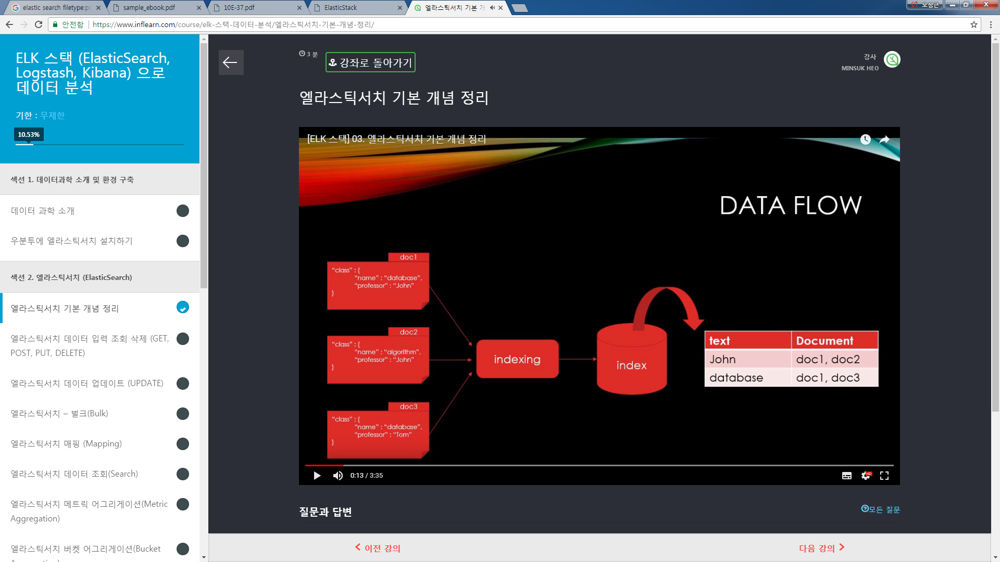 elastic search filetype:pd
sample_ebook.pdf
10E-37.pdf
ElasticStack
엘라스틱서치 기본 개
오성근
안전함
https://www.inflearn.com/course/elk-스택-데이터-분석/엘라스틱서치-기본-개념-정리/
ELK 스택 (ElasticSearch,
Logstash, Kibana) 으로
데이터 분석
기한 : 무제한
10.53%
섹션 1. 데이터과학 소개 및 환경 구축
데이터 과학 소개
우분투에 엘라스틱서치 설치하기
섹션 2. 엘라스틱서치 (ElasticSearch)
엘라스틱서치 기본 개념 정리
엘라스틱서치 데이터 입력 조회 삭제 (GET,
POST, PUT, DELETE)
엘라스틱서치 데이터 업데이트 (UPDATE)
엘라스틱서치 – 벌크(Bulk)
엘라스틱서치 매핑 (Mapping)
엘라스틱서치 데이터 조회(Search)
엘라스틱서치 메트릭 어그리게이션(Metric
Aggregation)
엘라스틱서치 버켓 어그리게이션(Bucket
Aggregation)
3 분
강좌로 돌아가기
강사
MINSUK HEO
엘라스틱서치 기본 개념 정리
[ELK 스택] 03. 엘라스틱서치 기본 개념 정리
DATA FLOW
doc1
“class” : {
“name” : “database”,
“professor” : “John”
}
doc2
“class” : {
“name” : “algorithm”,
“professor” : “John”
}
doc3
“class” : {
“name” : “database”,
“professor” : “Tom”
}
indexing
index
text Document
John doc1, doc2
database doc1, doc3
0:13 / 3:35
HD
질문과 답변
모든 질문
이전 강의
다음 강의